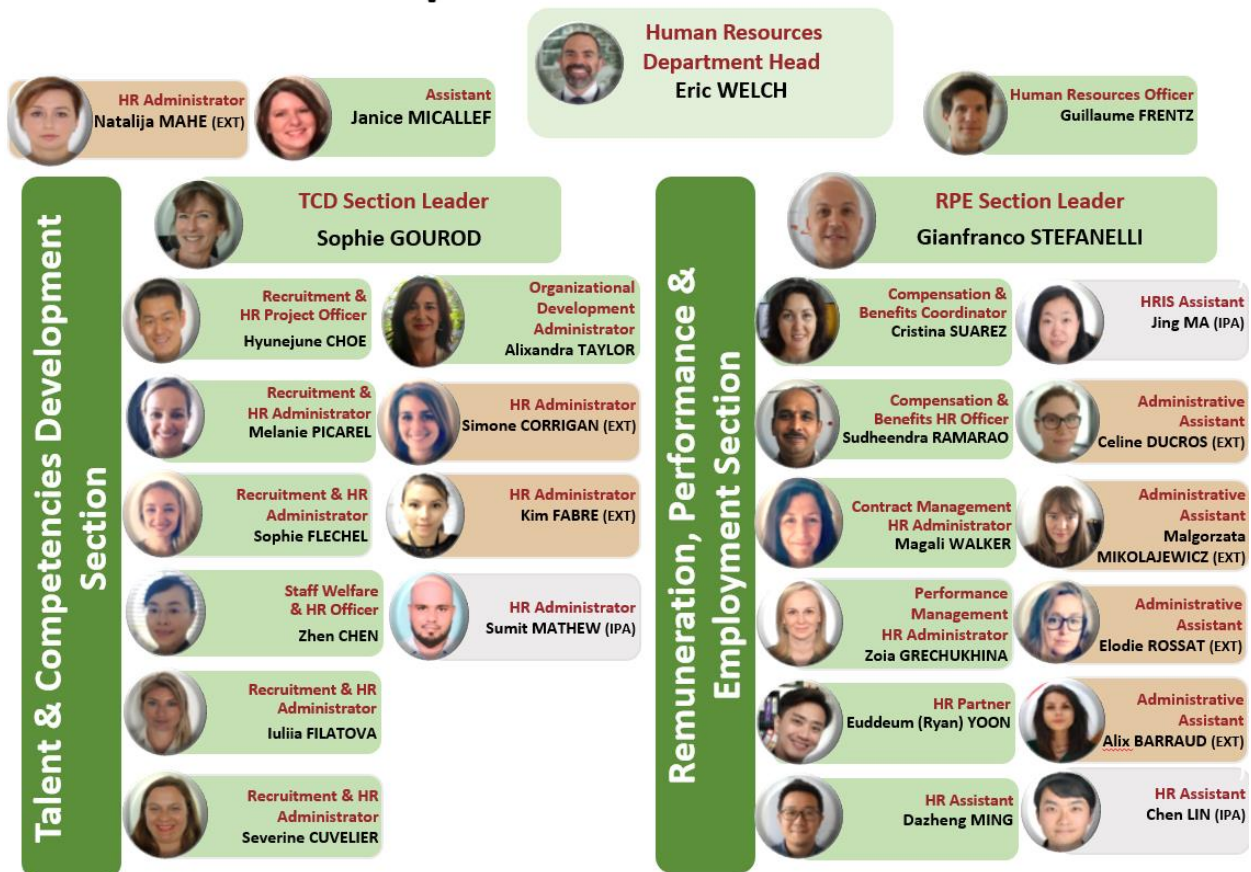 Human Resources
Department Head
Eric WELCH
HR Administrator
Natalija MAHE (EXT)
Assistant
Janice MICALLEF
Human Resources Officer
Guillaume FRENTZ
Talent & Competencies Development
Section
TCD Section Leader
Sophie GOUROD
Recruitment &
HR Project Officer
Hyunejune CHOE
Organizational
Development
Administrator
Alixandra TAYLOR
Recruitment &
HR Administrator
Melanie PICAREL
HR Administrator
Simone CORRIGAN (EXT)
Recruitment & HR
Administrator
Sophie FLECHEL
HR Administrator
Kim FABRE (EXT)
Staff Welfare
& HR Officer
Zhen CHEN
HR Administrator
Sumit MATHEW (IPA)
Recruitment & HR
Administrator
Iuliia FILATOVA
Recruitment & HR
Administrator
Severine CUVELIER
Remuneration, Performance &
Employment Section
RPE Section Leader
Gianfranco STEFANELLI
Compensation &
Benefits Coordinator
Cristina SUAREZ
HRIS Assistant
Jing MA (IPA)
Compensation &
Benefits HR Officer
Sudheendra RAMARAO
Administrative
Assistant
Celine DUCROS (EXT)
Contract Management
HR Administrator
Magali WALKER
Administrative
Assistant
Malgorzata
MIKOLAJEWICZ (EXT)
Performance
Management
HR Administrator
Zoia GRECHUKHINA
Administrative
Assistant
Elodie ROSSAT (EXT)
HR Partner
Euddeum (Ryan) YOON
Administrative
Assistant
Alix BARRAUD (EXT)
HR Assistant
Dazheng MING
HR Assistant
Chen LIN (IPA)